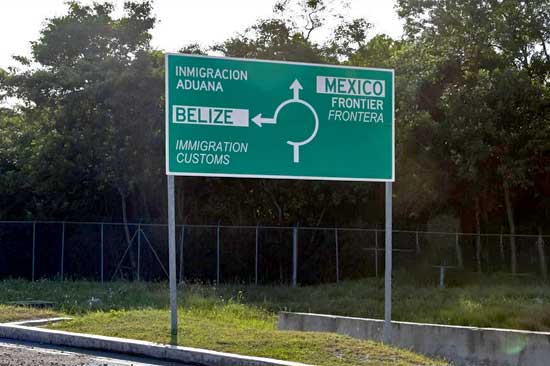 INMIGRACION
ADUANA
BELIZE
IMMIGRATION
CUSTOMS
MEXICO
FRONTIER
FRONTERA